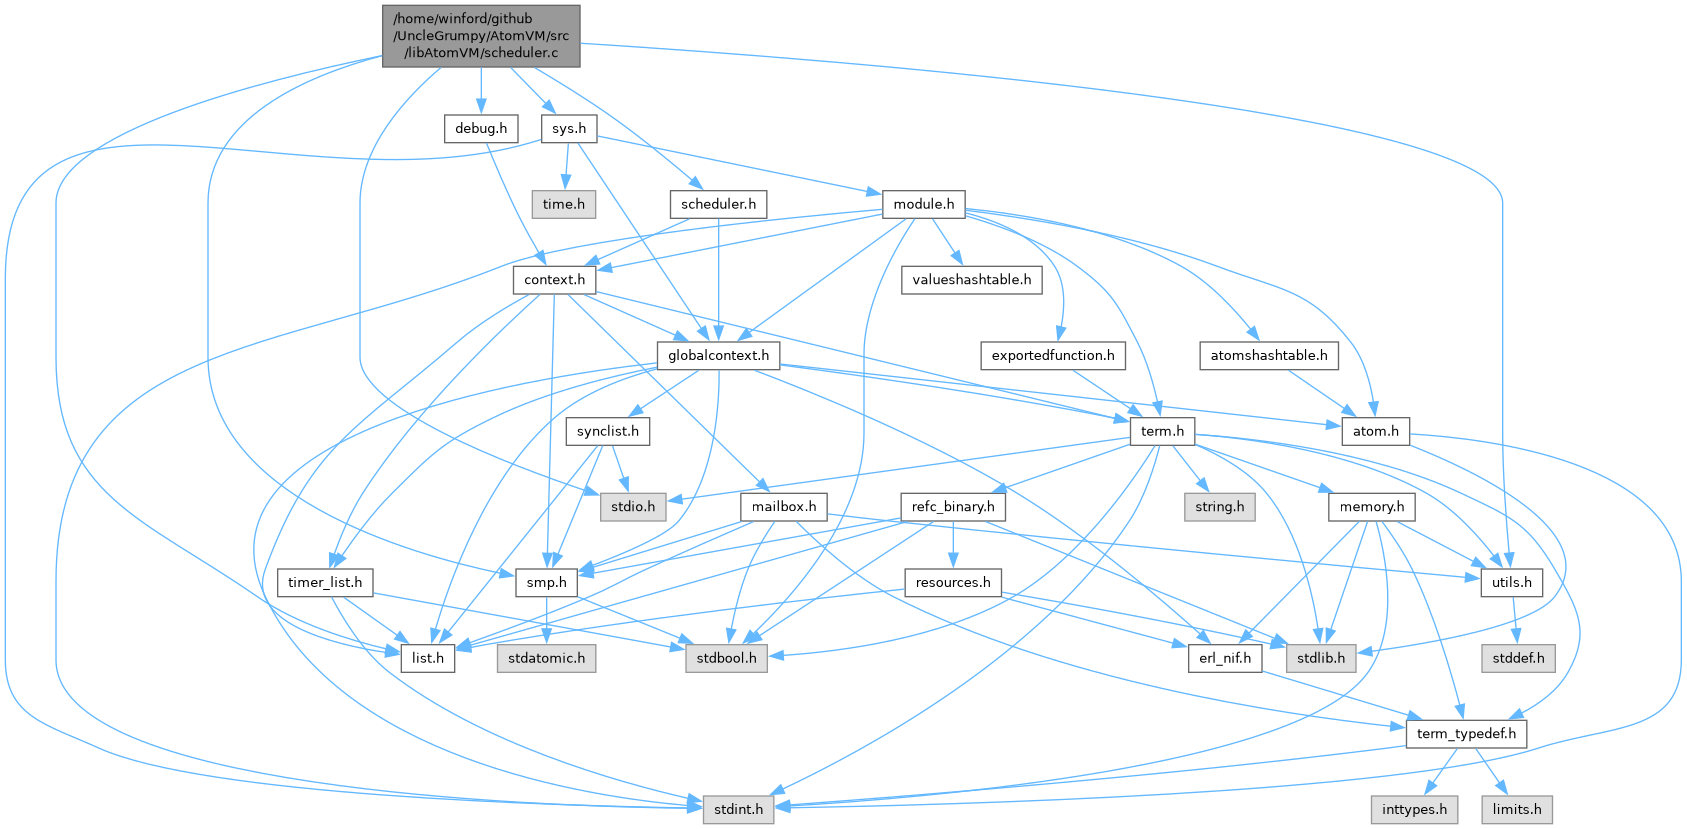 /home/winford/github
/UncleGrumpy/AtomVM/src
/libAtomVM/scheduler.c
debug.h
sys.h
time.h
scheduler.h
module.h
context.h
valueshashtable.h
globalcontext.h
exportedfunction.h
atomshashtable.h
synclist.h
term.h
atom.h
stdio.h
mailbox.h
refc_binary.h
string.h
memory.h
timer_list.h
smp.h
resources.h
utils.h
list.h
stdatomic.h
stdbool.h
erl_nif.h
stdlib.h
stddef.h
term_typedef.h
stdint.h
inttypes.h
limits.h